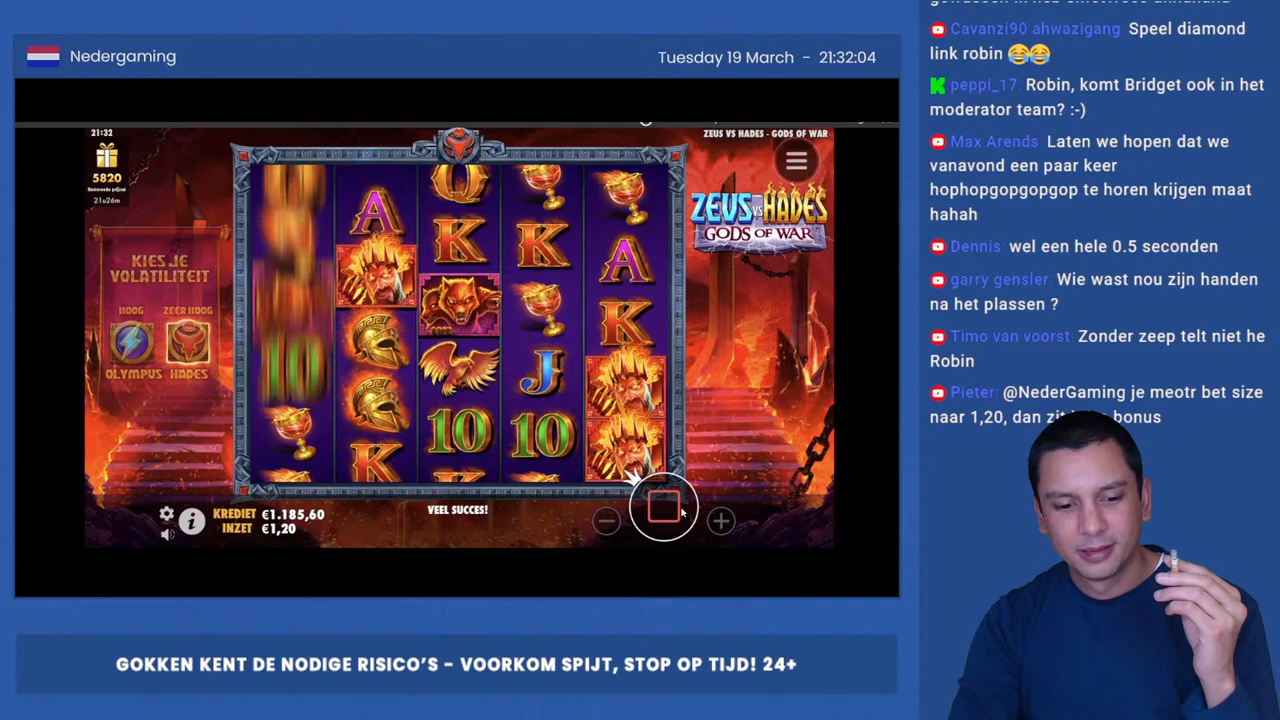 Nedergaming
Tuesday 19 March - 21:32:04
21:32
5820
21u26m
ZEUS VS HADES - GODS OF WAR
ZEUS VS HADES
GODS OF WAR
KIES JE
VOLATILITEIT
HOOG
ZEER HOOG
OLYMPUS
HADES
A
Q
K
K
K
A
K
J
10
10
10
K
KREDIET €1.185,60
INZET €1,20
VEEL SUCCES!
GOKKEN KENT DE NODIGE RISICO'S - VOORKOM SPIJT, STOP OP TIJD! 24+
Cavanzi90 ahwazigang: Speel diamond
link robin 😂😂
peppi_17: Robin, komt Bridget ook in het
moderator team? :-)
Max Arends: Laten we hopen dat we
vanavond een paar keer
hophopgopgopgop te horen krijgen maat
hahah
Dennis: wel een hele 0.5 seconden
garry gensler: Wie wast nou zijn handen
na het plassen ?
Timo van voorst: Zonder zeep telt niet he
Robin
Pieter: @NederGaming je meotr bet size
naar 1,20, dan zit bonus